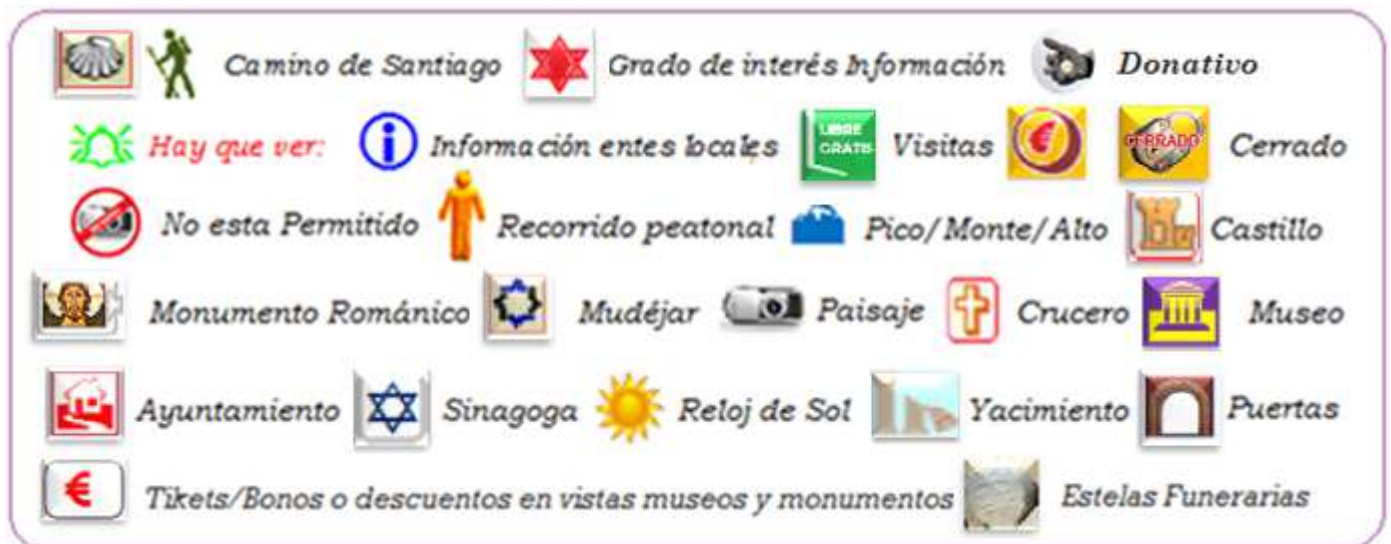 Camino de Santiago Grado de interés Información Donativo
Hay que ver: i Información entes locales LIBRE GRATIS Visitas € CERRADO Cerrado
No esta Permitido Recorrido peatonal Pico/Monte/Alto Castillo
Monumento Románico Mudéjar Paisaje Crucero Museo
Ayuntamiento Sinagoga Reloj de Sol Yacimiento Puertas
€ Tikets/Bonos o descuentos en vistas museos y monumentos Estelas Funerarias